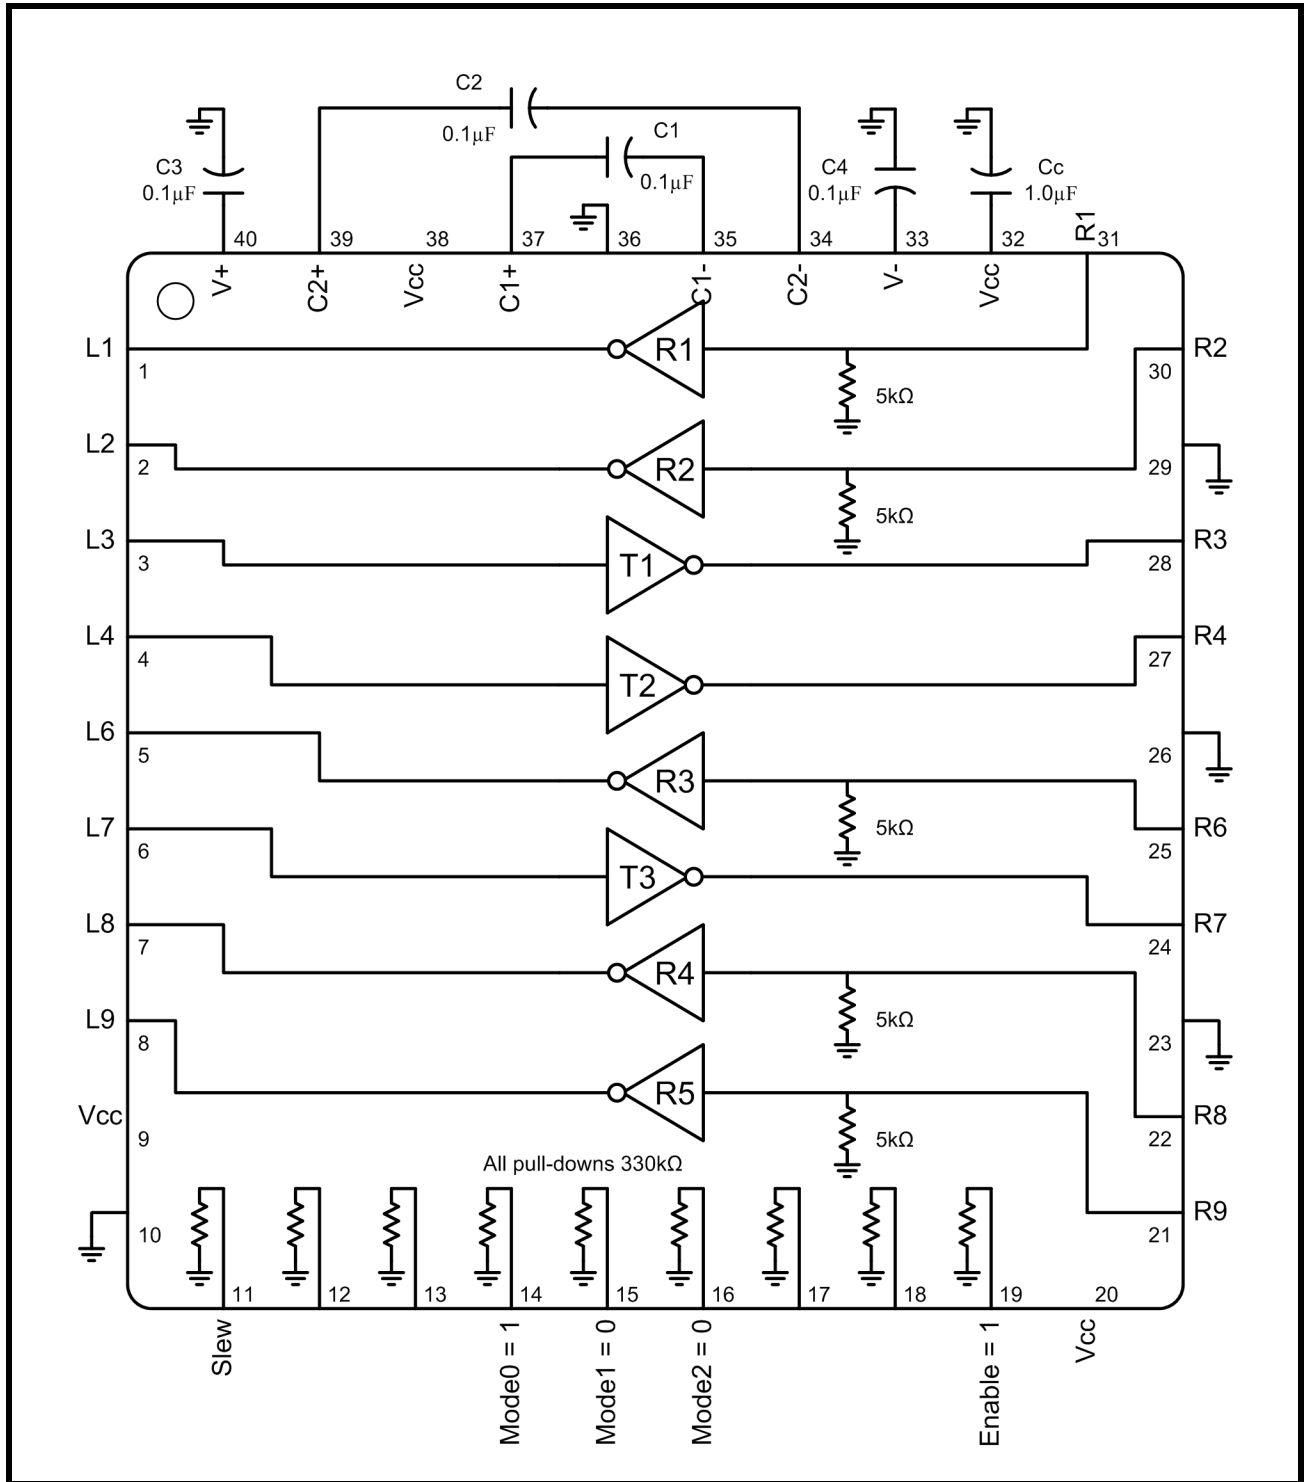 C2
0.1µF
C1
0.1µF
C3
0.1µF
C4
0.1µF
Cc
1.0µF
R1
40
39
38
37
36
35
34
33
32
31
V+
C2+
Vcc
C1+
C1-
C2-
V-
Vcc
L1
1
R1
5kΩ
R2
30
L2
2
R2
5kΩ
29
L3
3
T1
R3
28
L4
4
T2
R4
27
L6
5
R3
5kΩ
26
R6
25
L7
6
T3
R7
24
L8
7
R4
5kΩ
L9
8
23
R5
5kΩ
Vcc
9
R8
22
All pull-downs 330kΩ
10
R9
21
11
12
13
14
15
16
17
18
19
20
Slew
Mode0 = 1
Mode1 = 0
Mode2 = 0
Enable = 1
Vcc